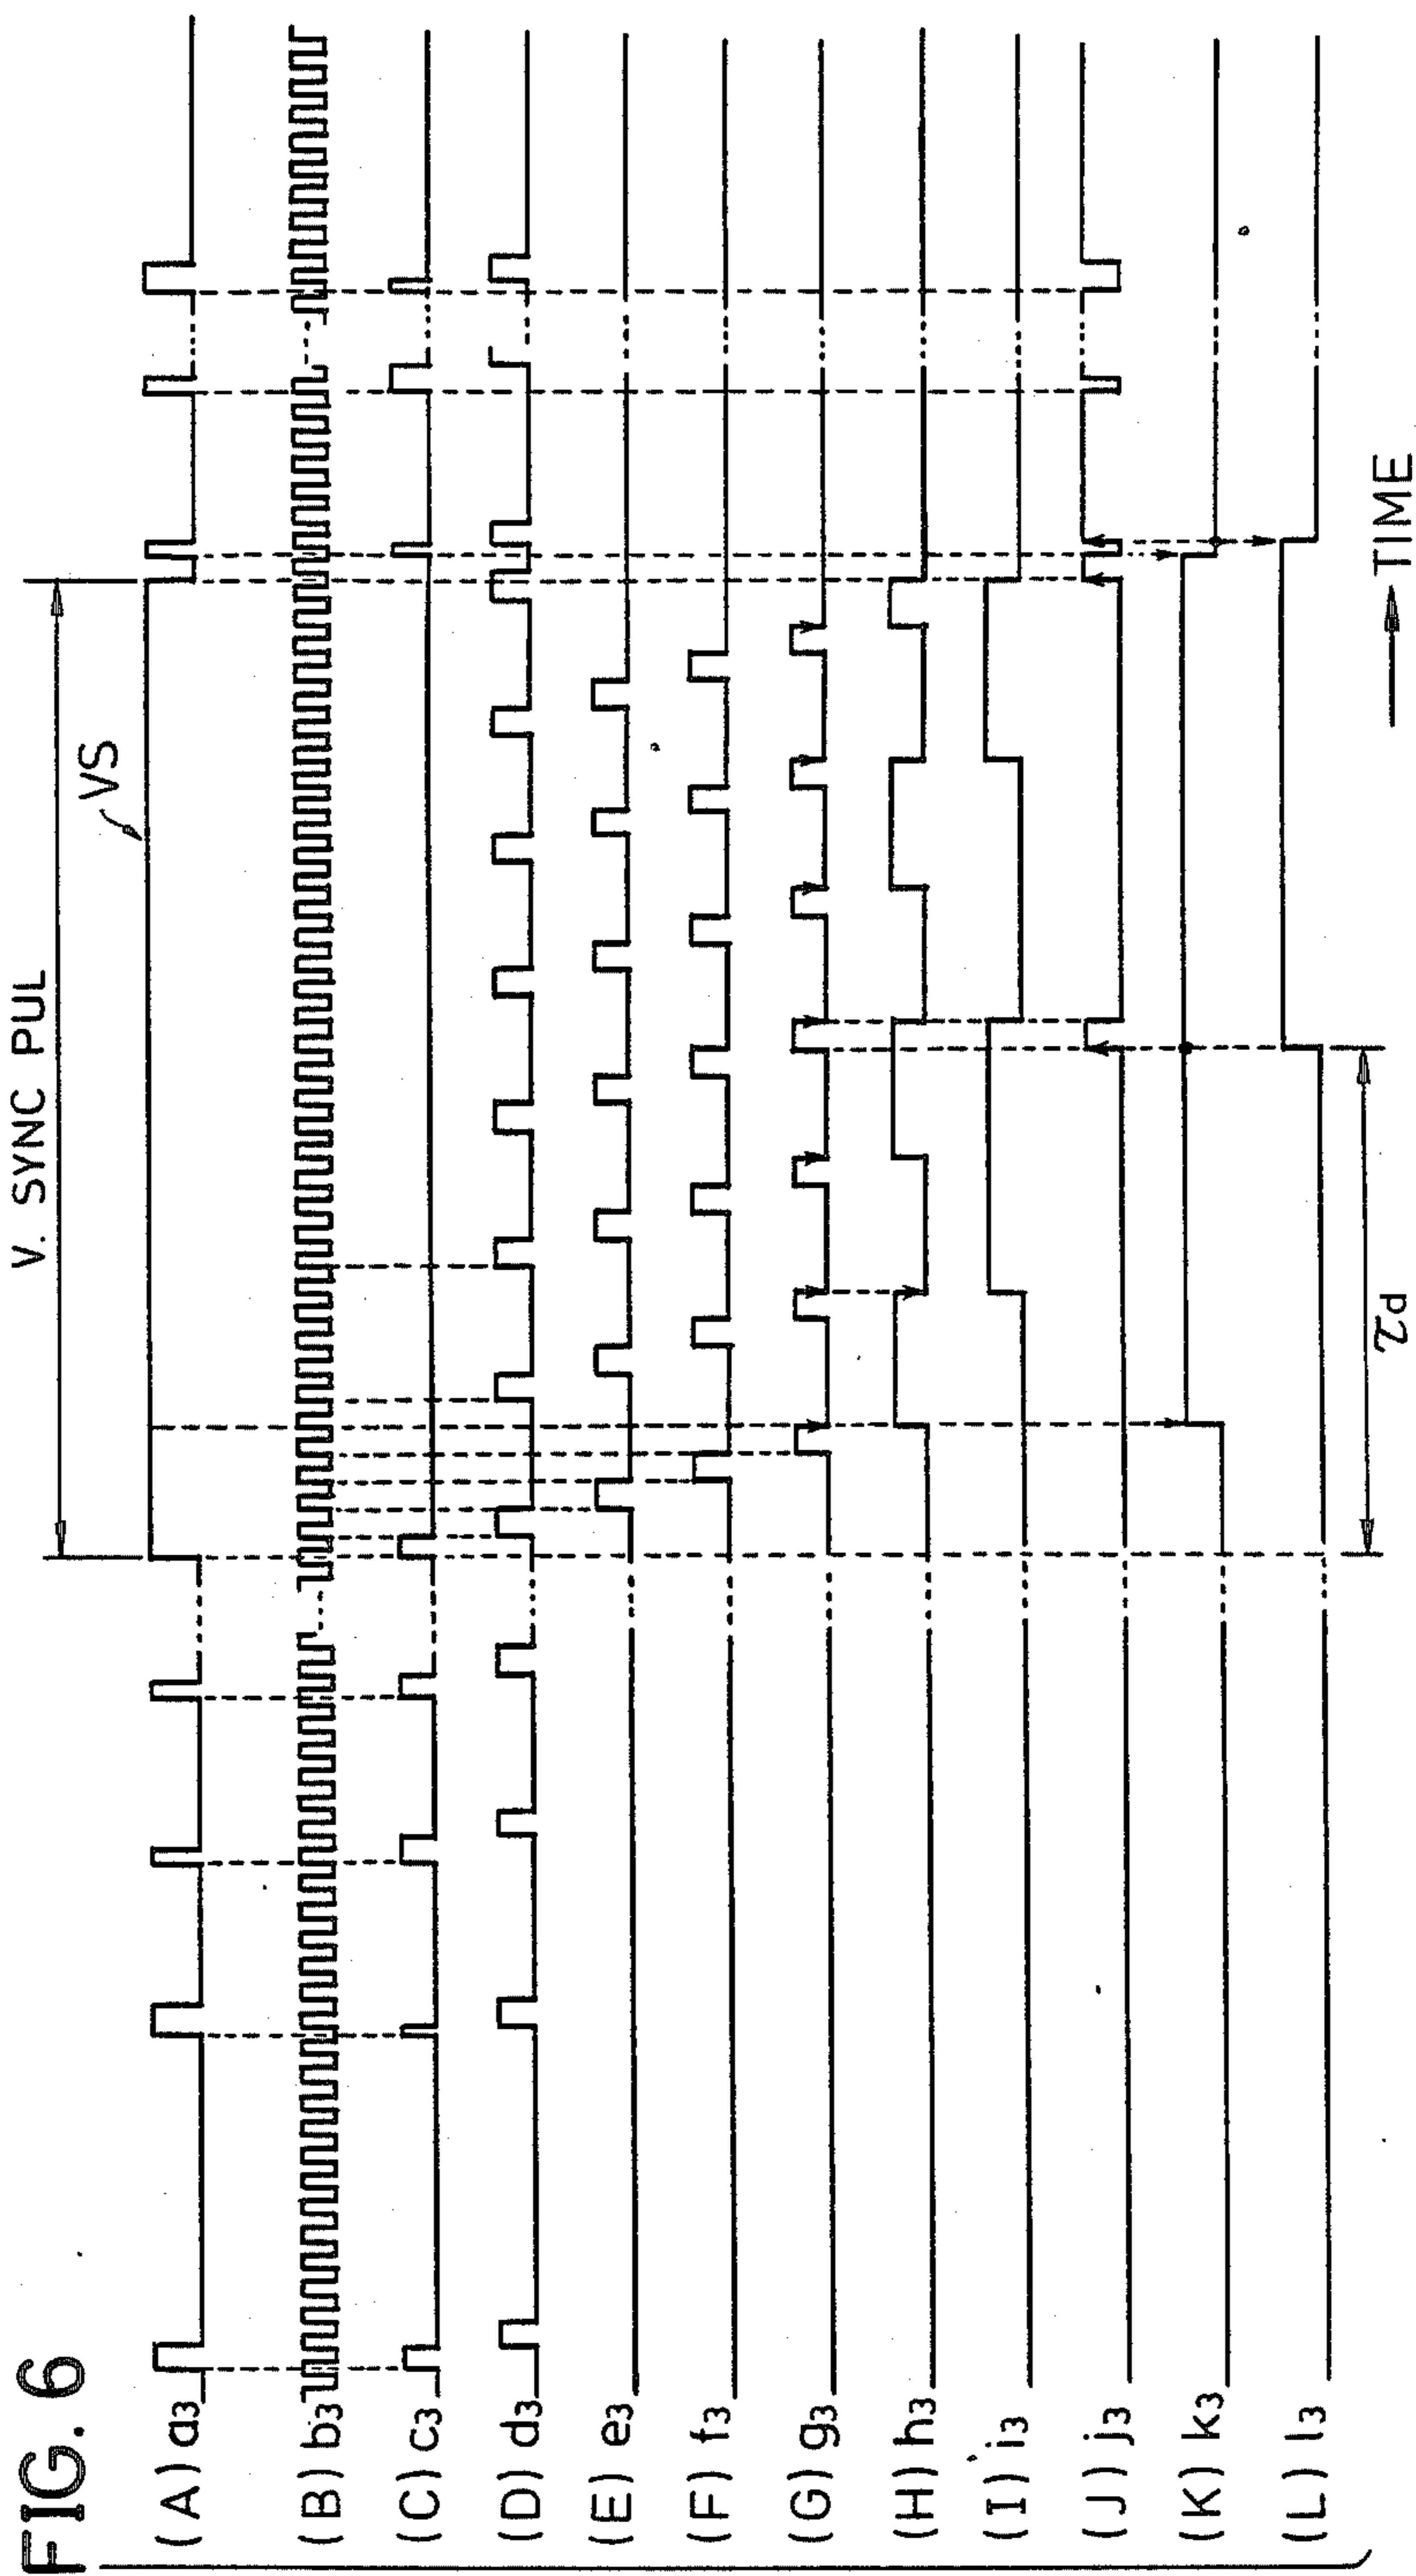 FIG. 6
V. SYNC PUL
VS
(A) a3
(B) b3
(C) c3
(D) d3
(E) e3
(F) f3
(G) g3
(H) h3
(I) i3
(J) j3
(K) k3
(L) l3
τd
TIME